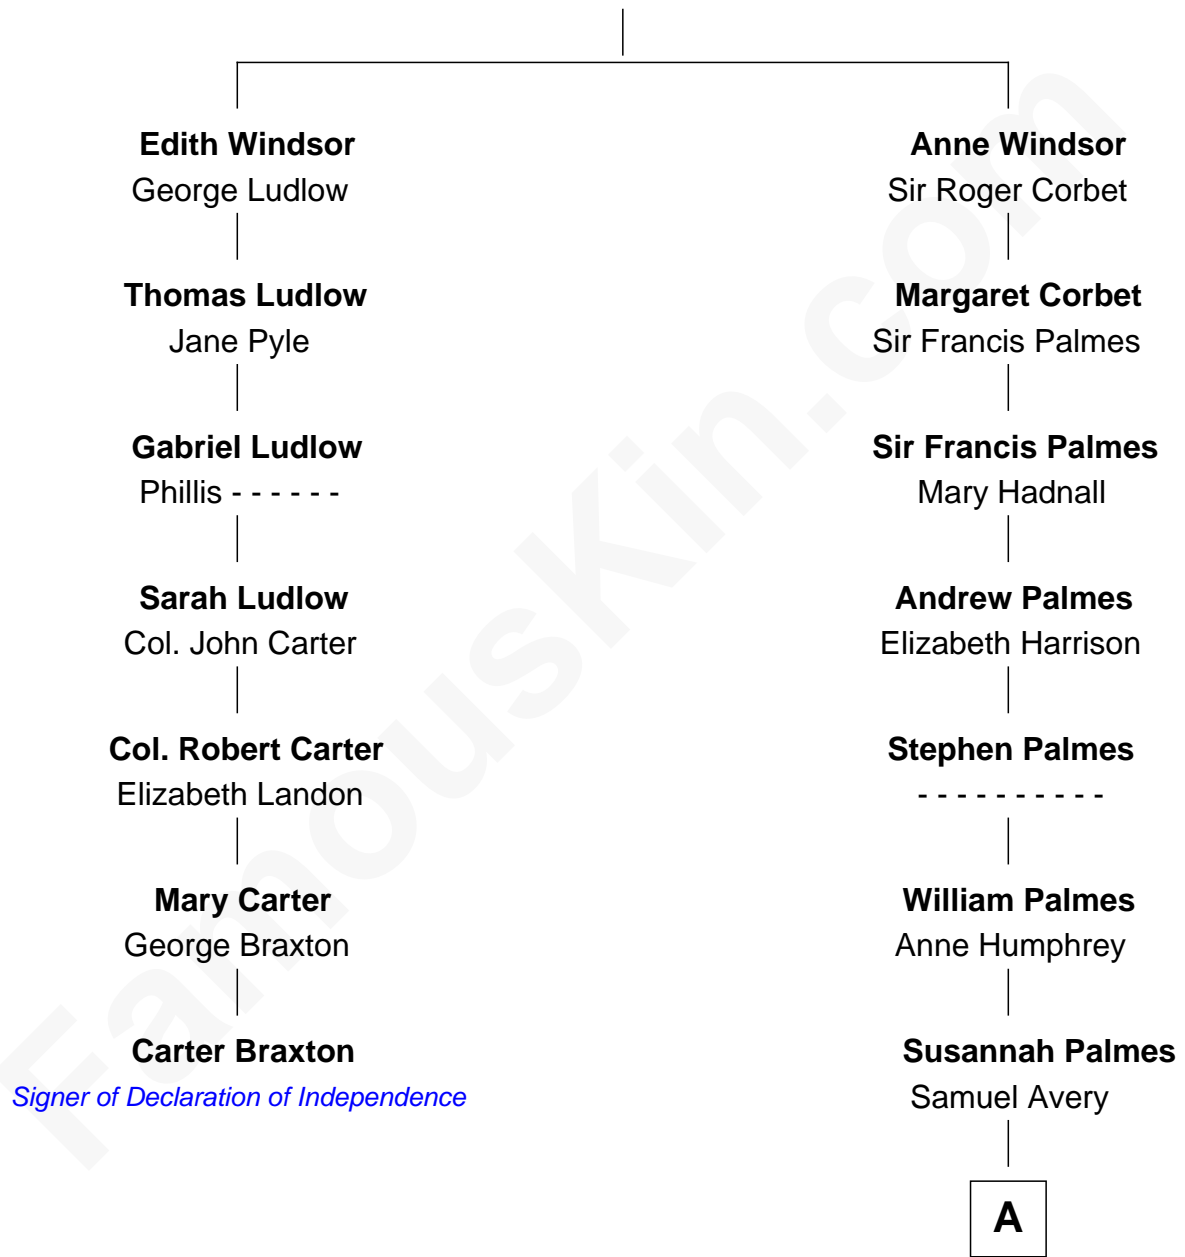 Edith Windsor
George Ludlow
Anne Windsor
Sir Roger Corbet
Thomas Ludlow
Jane Pyle
Margaret Corbet
Sir Francis Palmes
Gabriel Ludlow
Phillis - - - - - -
Sir Francis Palmes
Mary Hadnall
Sarah Ludlow
Col. John Carter
Andrew Palmes
Elizabeth Harrison
Col. Robert Carter
Elizabeth Landon
Stephen Palmes
- - - - - - - - - -
Mary Carter
George Braxton
William Palmes
Anne Humphrey
Carter Braxton
Signer of Declaration of Independence
Susannah Palmes
Samuel Avery
A
FamousKin.com